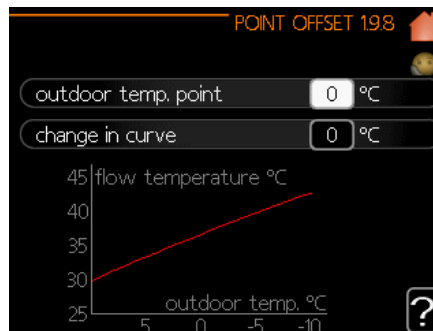 POINT OFFSET 1.9.8
outdoor temp. point 0 °C
change in curve 0 °C
45 flow temperature °C
40
35
30
outdoor temp. °C
25
5 0 -5 -10
?